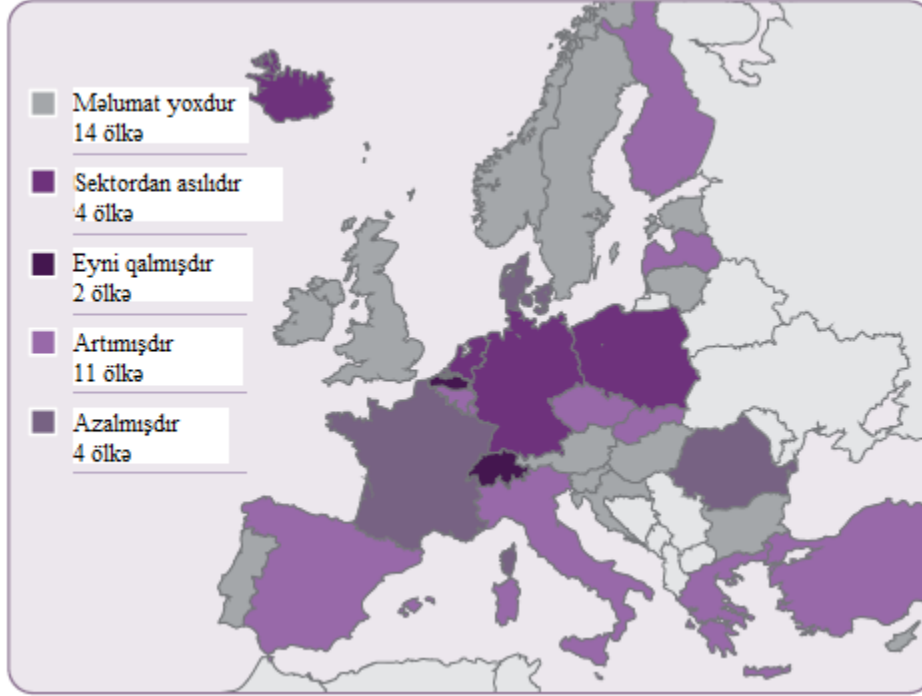 Məlumat yoxdur
14 ölkə
Sektordan asılıdır
4 ölkə
Eyni qalmışdır
2 ölkə
Artımışdır
11 ölkə
Azalmışdır
4 ölkə